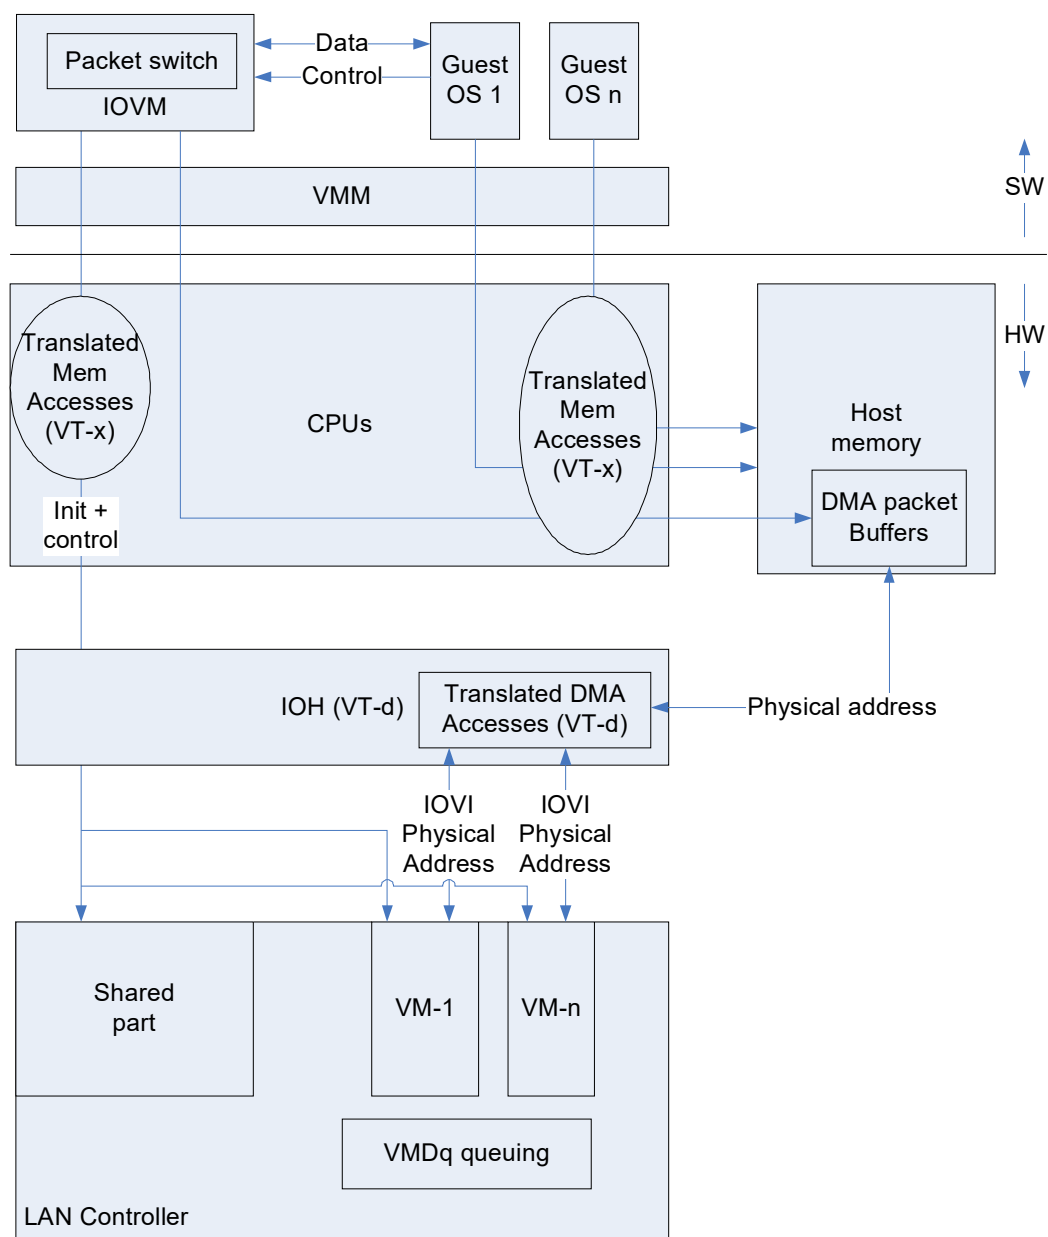 Packet switch
IOVM
Data
Control
Guest
OS 1
Guest
OS n
SW
VMM
HW
Translated
Mem
Accesses
(VT-x)
CPUs
Translated
Mem
Accesses
(VT-x)
Host
memory
DMA packet
Buffers
Init +
control
IOH (VT-d)
Translated DMA
Accesses (VT-d)
Physical address
IOVI
Physical
Address
IOVI
Physical
Address
Shared
part
VM-1
VM-n
VMDq queuing
LAN Controller